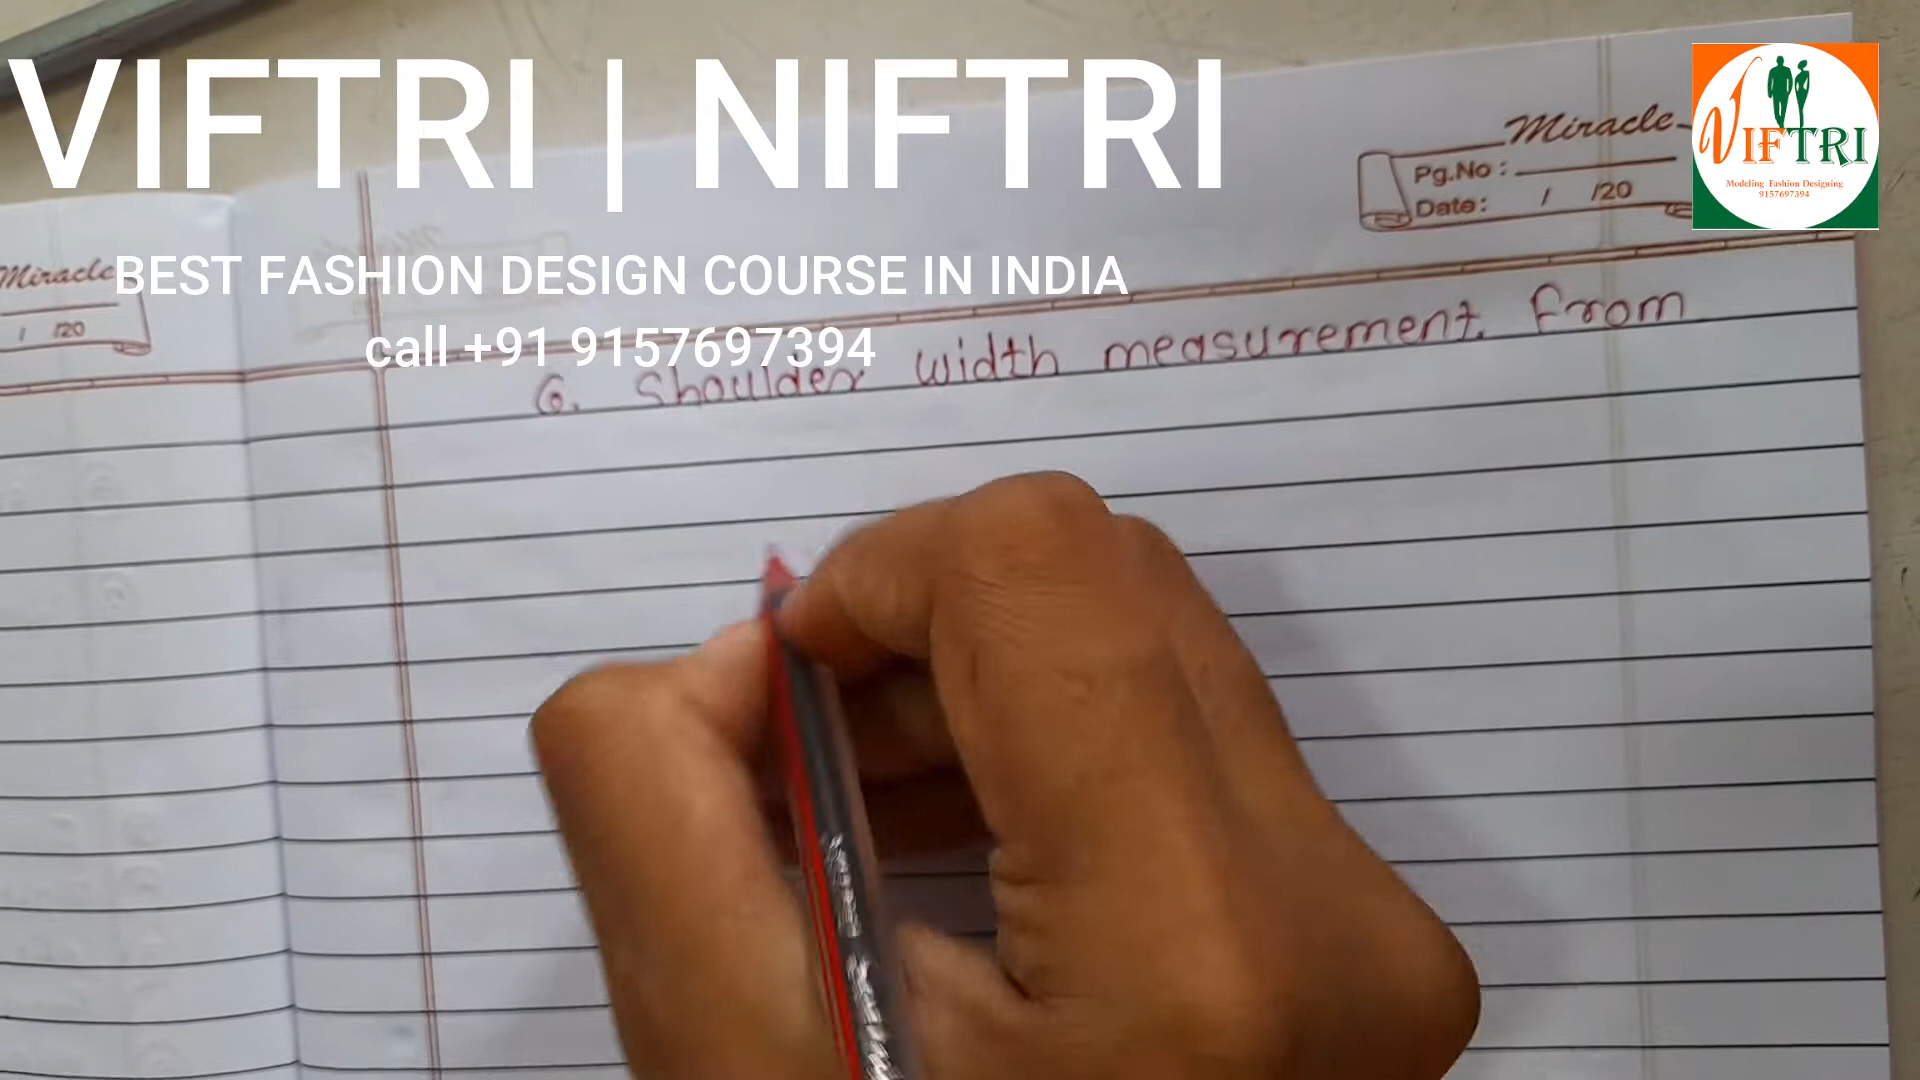 VIFTRI | NIFTRI
BEST FASHION DESIGN COURSE IN INDIA
call +91 9157697394
Miracle
Pg.No :
Date: / /20
VIFTRI
Modeling Fashion Designing
9157697394
Miracle
/ /20
6. Shoulder width measurement. From